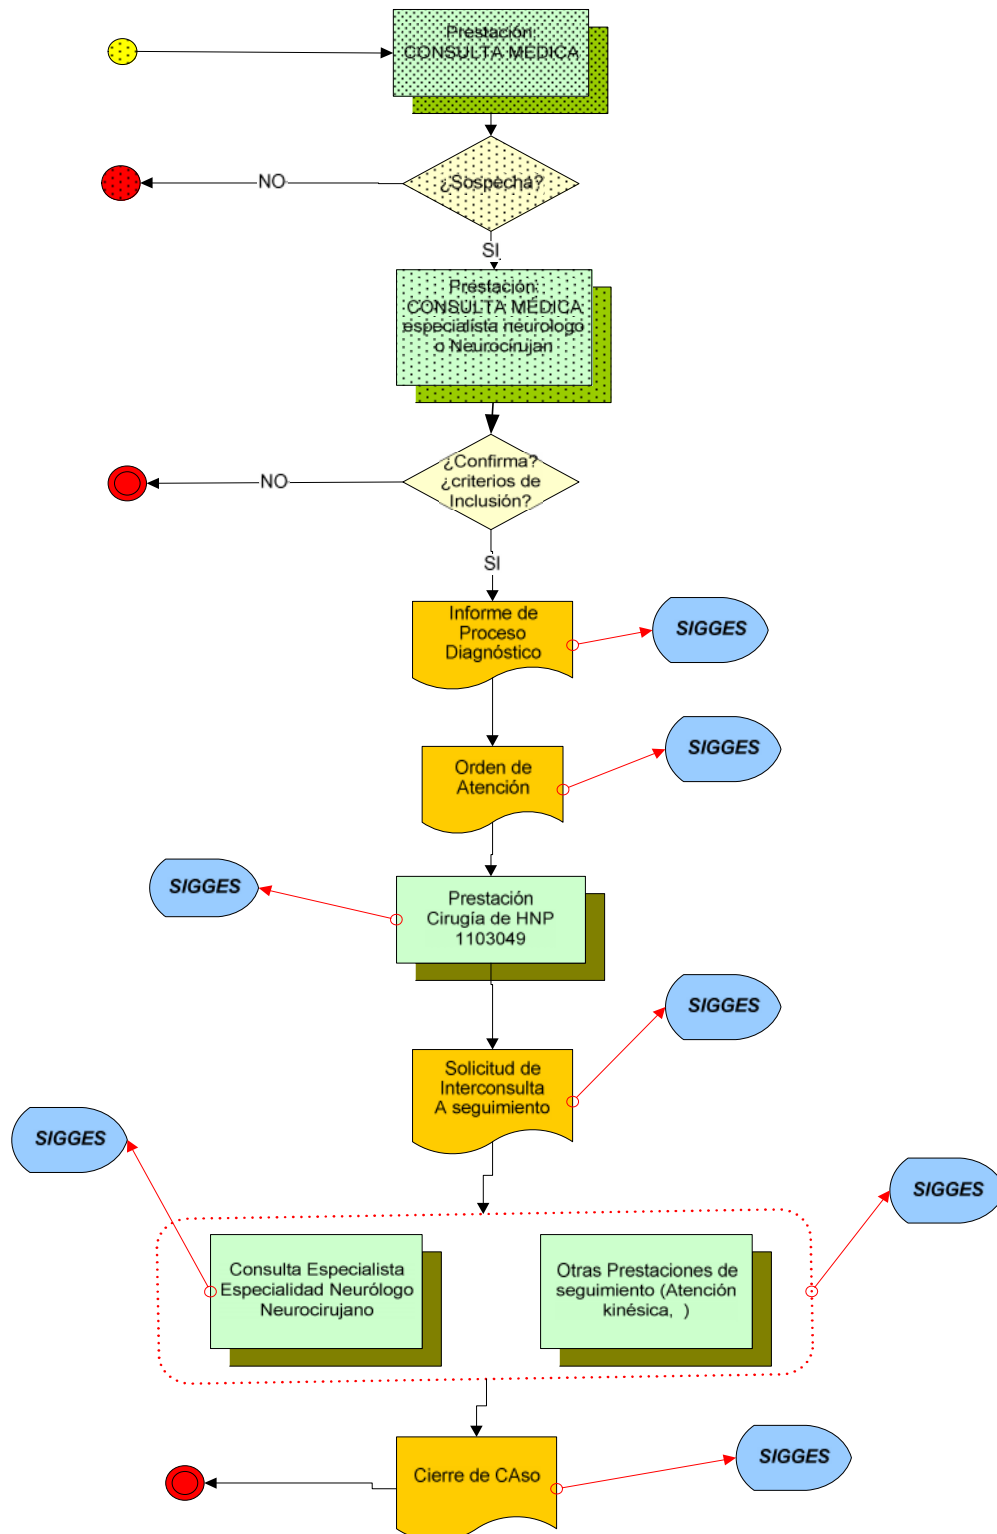 Prestación:
CONSULTA MÉDICA
¿Sospecha?
NO
SI
Prestación:
CONSULTA MÉDICA
especialista neurologo
o Neurocirujan
¿Confirma?
¿criterios de
Inclusión?
NO
SI
Informe de
Proceso
Diagnóstico
SIGGES
Orden de
Atención
SIGGES
Prestación
Cirugía de HNP
1103049
SIGGES
Solicitud de
Interconsulta
A seguimiento
SIGGES
SIGGES
SIGGES
Consulta Especialista
Especialidad Neurólogo
Neurocirujano
Otras Prestaciones de
seguimiento (Atención
kinésica,  )
Cierre de CAso
SIGGES